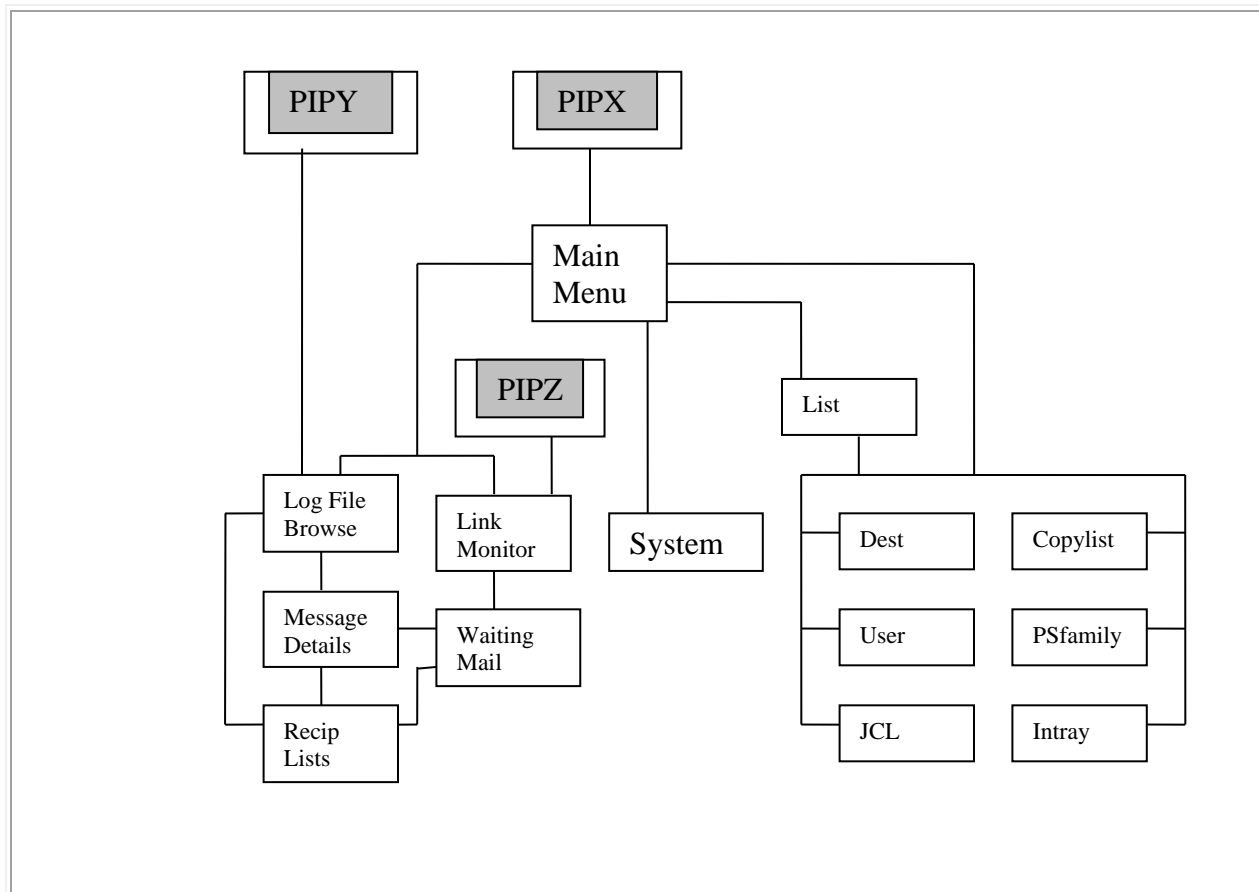 PIPY
PIPX
Main
Menu
PIPZ
List
Log File
Browse
Link
Monitor
System
Dest
Copylist
Message
Details
Waiting
Mail
User
PSfamily
Recip
Lists
JCL
Intray